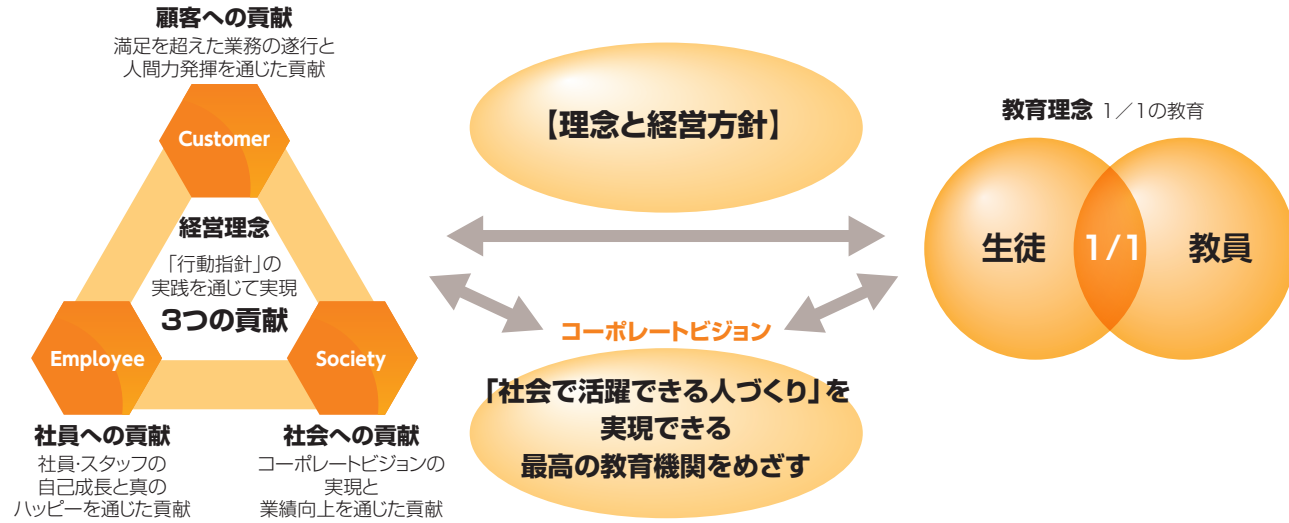 顧客への貢献
満足を超えた業務の遂行と
人間力発揮を通じた貢献
Customer
経営理念
「行動指針」の
実践を通じて実現
3つの貢献
Employee
Society
社員への貢献
社員・スタッフの
自己成長と真の
ハッピーを通じた貢献
社会への貢献
コーポレートビジョンの
実現と
業績向上を通じた貢献
【理念と経営方針】
コーポレートビジョン
「社会で活躍できる人づくり」を
実現できる
最高の教育機関をめざす
教育理念 1／1の教育
生徒 1/1 教員